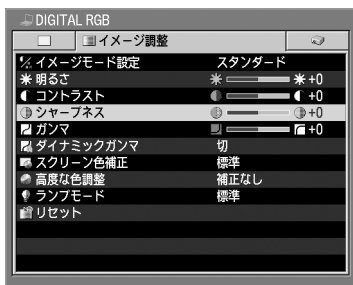 DIGITAL RGB
イメージ調整
イメージモード設定 スタンダード
明るさ +0
コントラスト +0
シャープネス +0
ガンマ +0
ダイナミックガンマ 切
スクリーン色補正 標準
高度な色調整 補正なし
ランプモード 標準
リセット